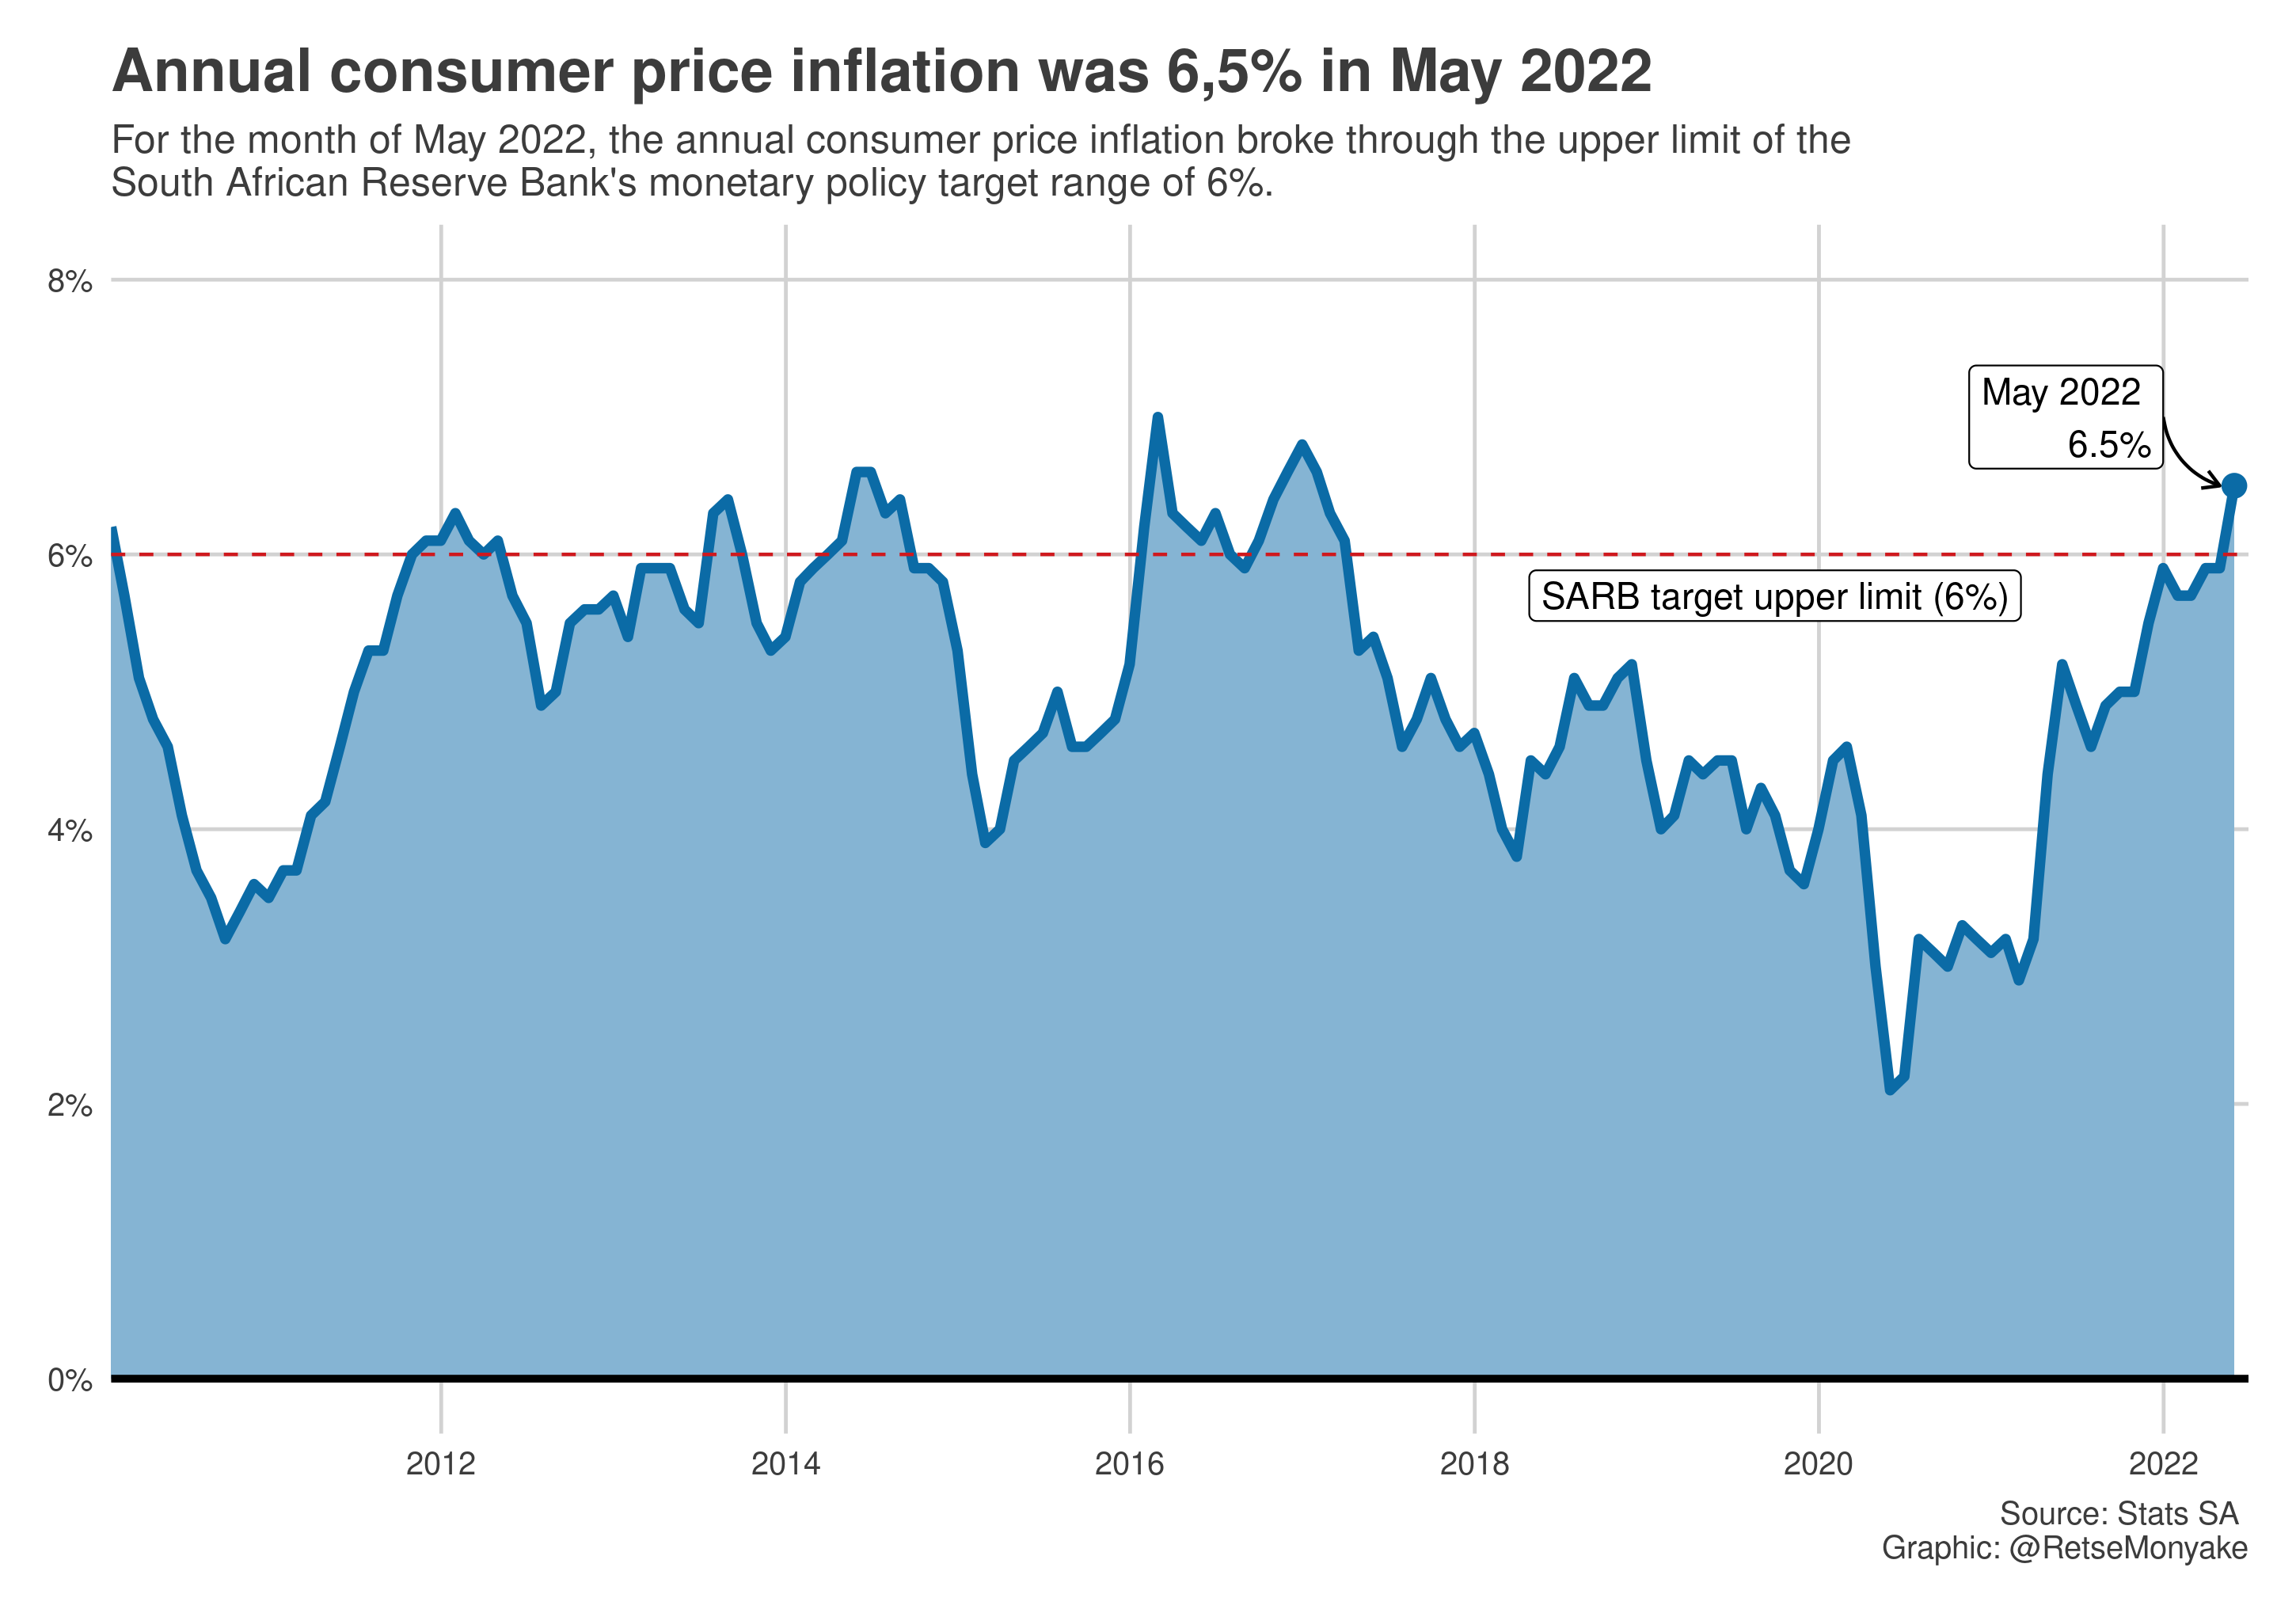 Annual consumer price inflation was 6,5% in May 2022
For the month of May 2022, the annual consumer price inflation broke through the upper limit of the
South African Reserve Bank's monetary policy target range of 6%.
8%
May 2022
6.5%
6%
SARB target upper limit (6%)
4%
2%
0%
2012
2014
2016
2018
2020
2022
Source: Stats SA
Graphic: @RetseMonyake